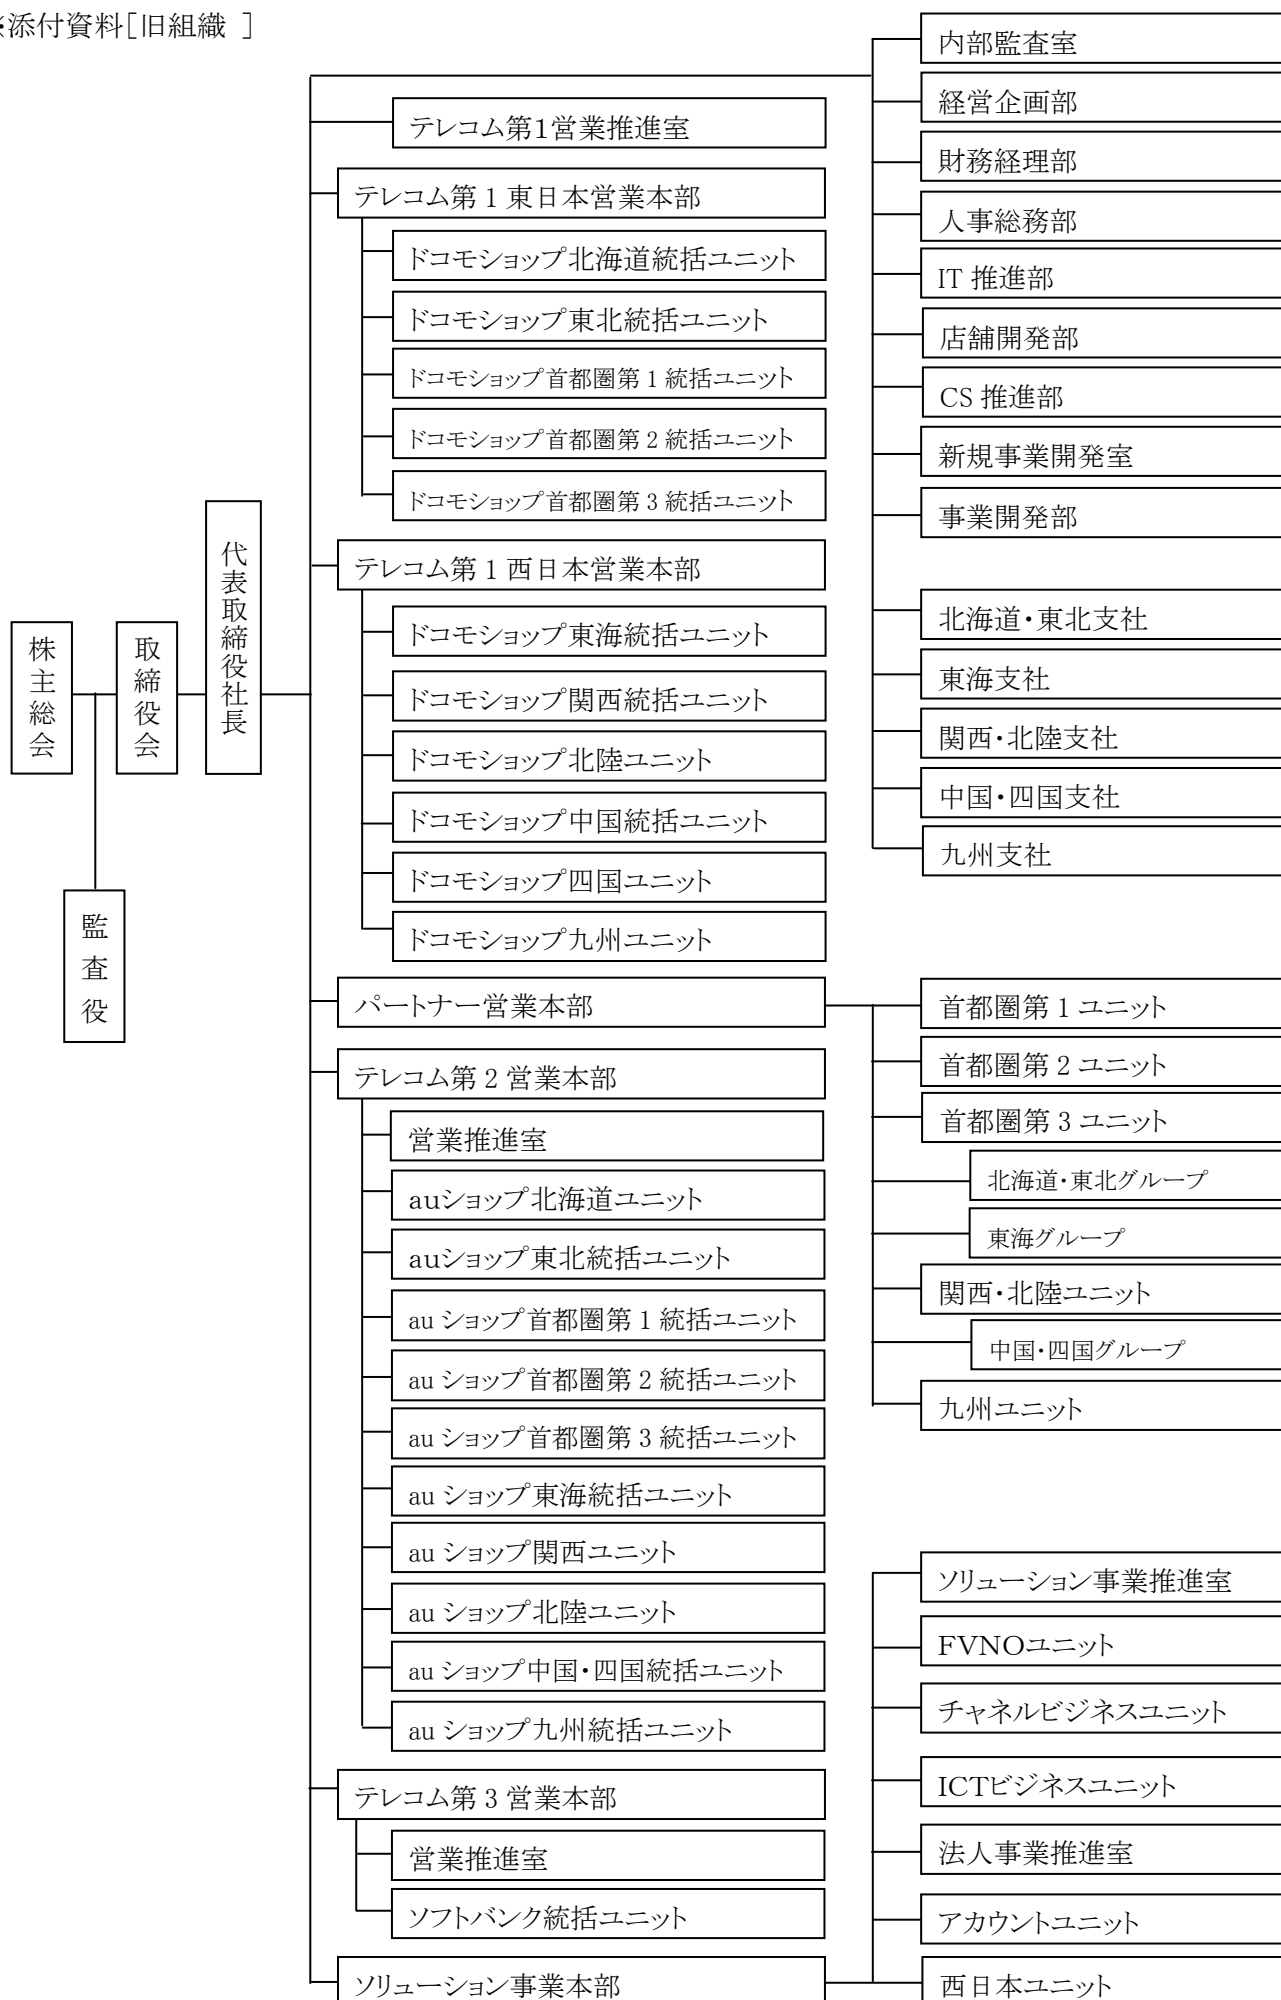 ※添付資料[旧組織 ]
株主総会
取締役会
監査役
代表取締役社長
テレコム第1営業推進室
テレコム第 1 東日本営業本部
ドコモショップ北海道統括ユニット
ドコモショップ東北統括ユニット
ドコモショップ首都圏第 1 統括ユニット
ドコモショップ首都圏第 2 統括ユニット
ドコモショップ首都圏第 3 統括ユニット
テレコム第 1 西日本営業本部
ドコモショップ東海統括ユニット
ドコモショップ関西統括ユニット
ドコモショップ北陸ユニット
ドコモショップ中国統括ユニット
ドコモショップ四国ユニット
ドコモショップ九州ユニット
パートナー営業本部
テレコム第 2 営業本部
営業推進室
auショップ北海道ユニット
auショップ東北統括ユニット
au ショップ首都圏第 1 統括ユニット
au ショップ首都圏第 2 統括ユニット
au ショップ首都圏第 3 統括ユニット
au ショップ東海統括ユニット
au ショップ関西ユニット
au ショップ北陸ユニット
au ショップ中国・四国統括ユニット
au ショップ九州統括ユニット
テレコム第 3 営業本部
営業推進室
ソフトバンク統括ユニット
ソリューション事業本部
内部監査室
経営企画部
財務経理部
人事総務部
IT 推進部
店舗開発部
CS 推進部
新規事業開発室
事業開発部
北海道・東北支社
東海支社
関西・北陸支社
中国・四国支社
九州支社
首都圏第 1 ユニット
首都圏第 2 ユニット
首都圏第 3 ユニット
北海道・東北グループ
東海グループ
関西・北陸ユニット
中国・四国グループ
九州ユニット
ソリューション事業推進室
FVNOユニット
チャネルビジネスユニット
ICTビジネスユニット
法人事業推進室
アカウントユニット
西日本ユニット